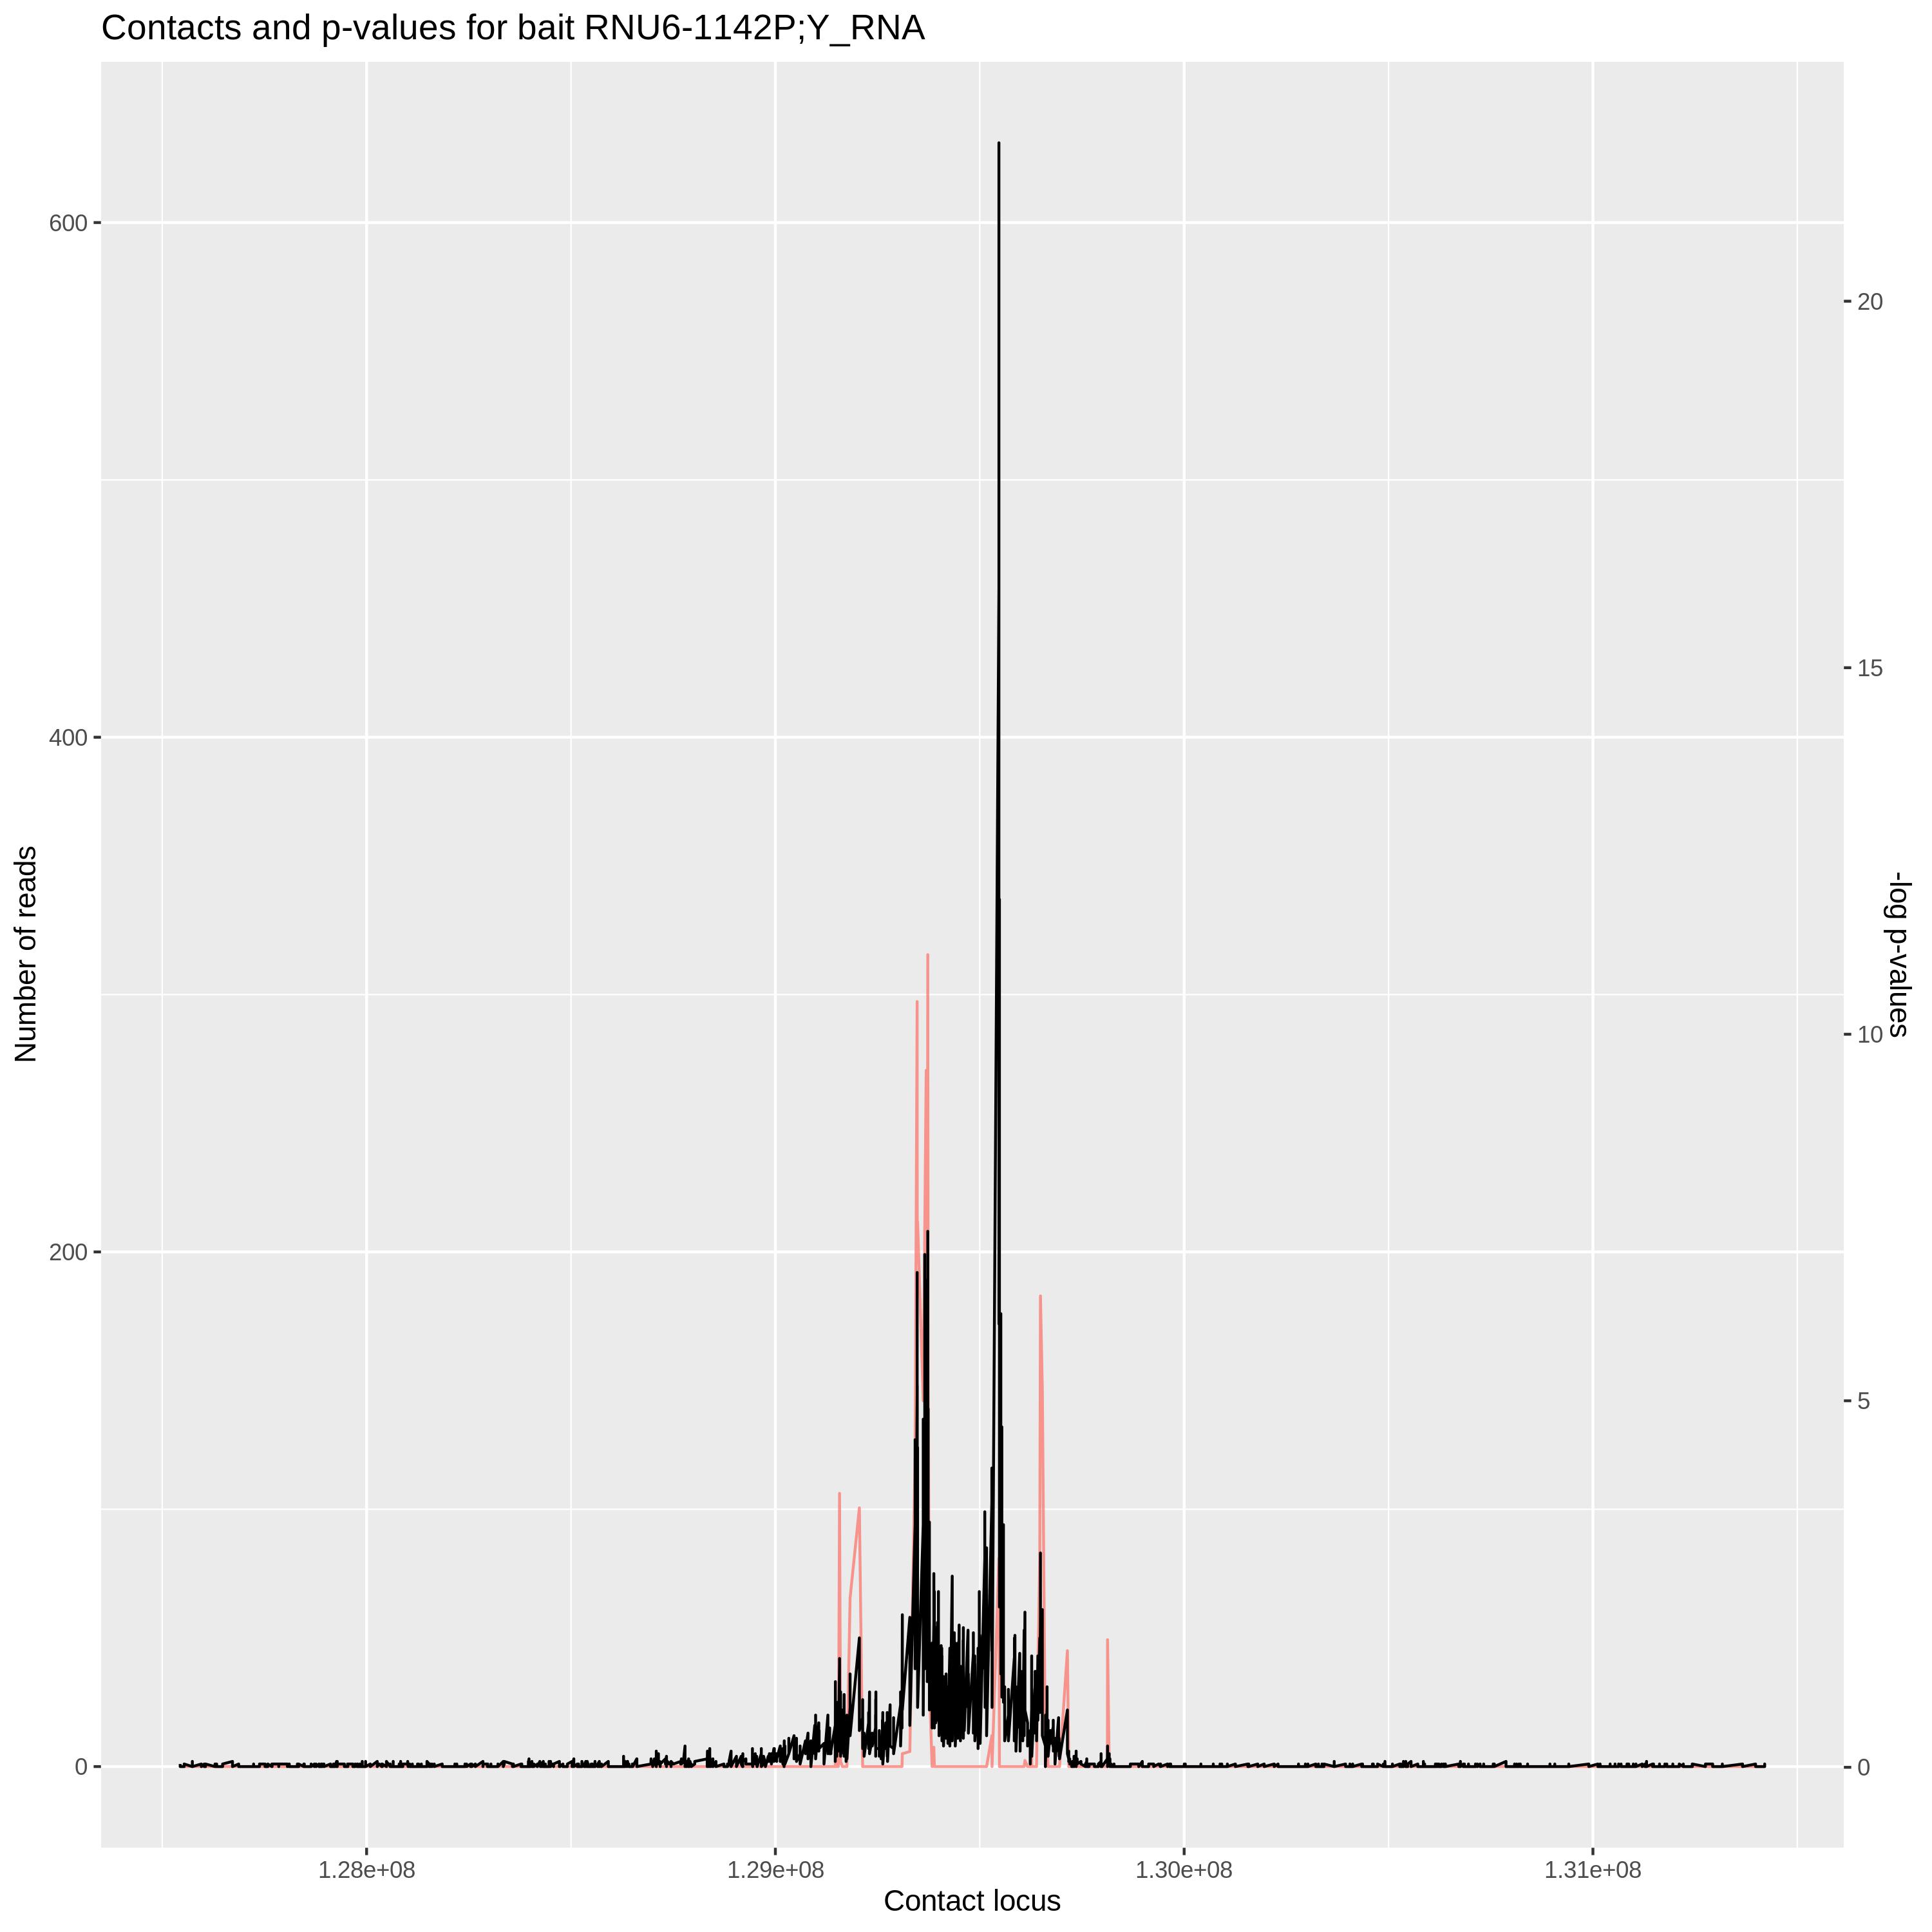 Contacts and p-values for bait RNU6-1142P;Y_RNA
600
400
200
0
Number of reads
20
15
10
5
0
-log p-values
1.28e+08
1.29e+08
1.30e+08
1.31e+08
Contact locus